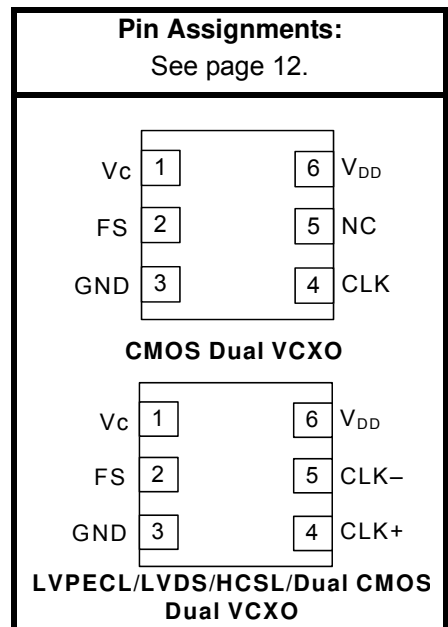 Pin Assignments:
See page 12.
Vc 1 6 VDD
FS 2 5 NC
GND 3 4 CLK
CMOS Dual VCXO
Vc 1 6 VDD
FS 2 5 CLK–
GND 3 4 CLK+
LVPECL/LVDS/HCSL/Dual CMOS
Dual VCXO